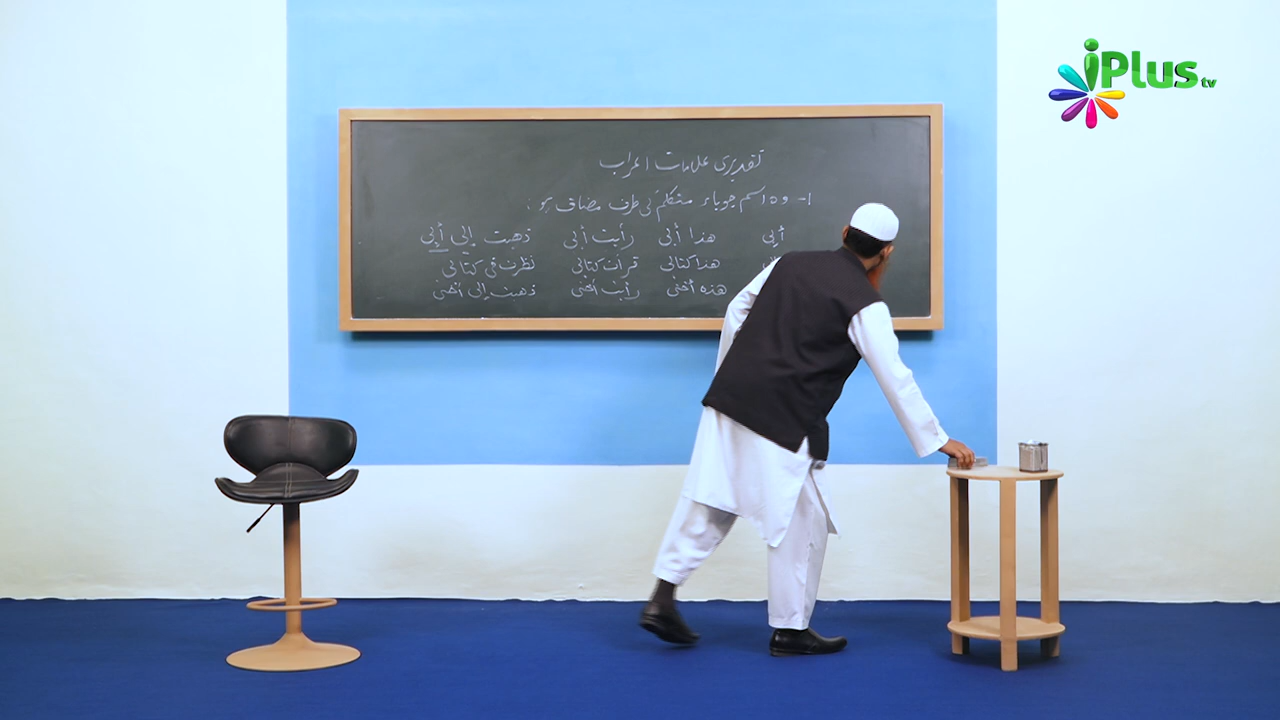 iPlus tv
تقدیری علامات اعراب
1- وہ اسم جو یاء متکلم کی طرف مضاف ہو:
أبي هذا أبي رأيت أبي ذهبت إلى أبي
هذا كتابي قرأت كتابي نظرت في كتابي
هذه أختي رأيت أختي ذهبت إلى أختي